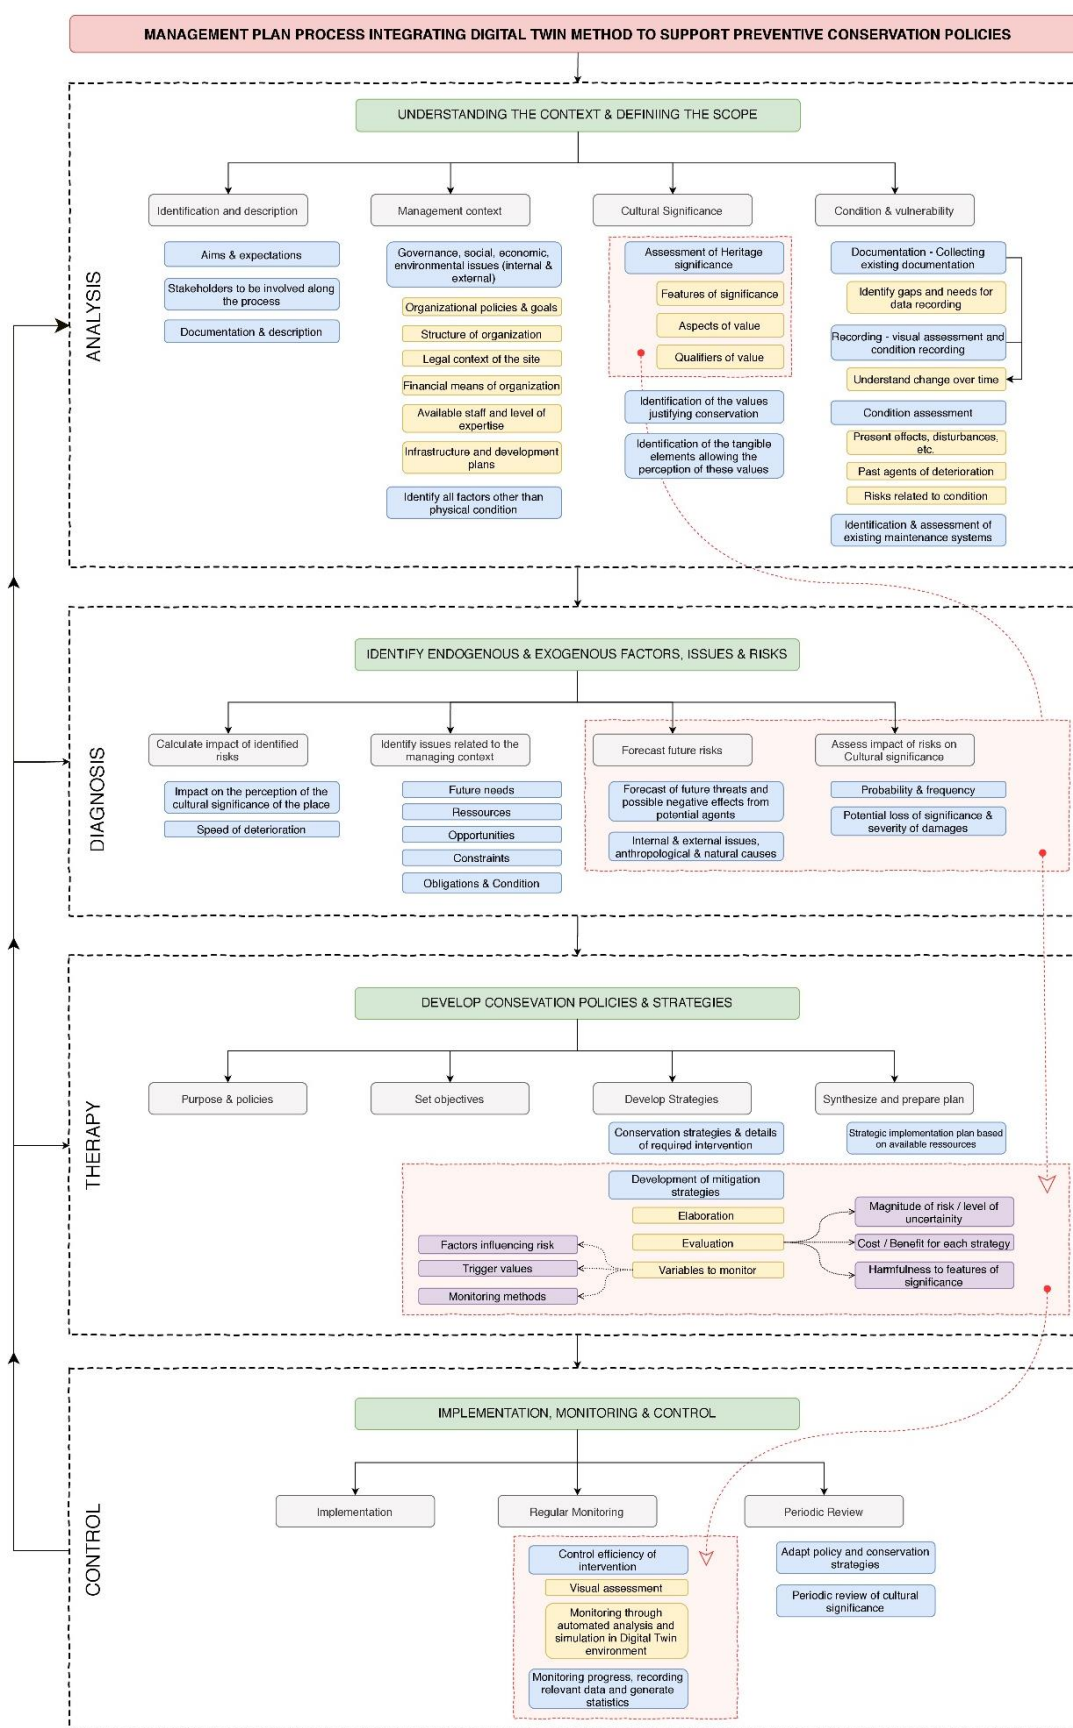 MANAGEMENT PLAN PROCESS INTEGRATING DIGITAL TWIN METHOD TO SUPPORT PREVENTIVE CONSERVATION POLICIES
ANALYSIS
UNDERSTANDING THE CONTEXT & DEFINIING THE SCOPE
Identification and description
Aims & expectations
Stakeholders to be involved along
the process
Documentation & description
Management context
Governance, social, economic,
environmental issues (internal &
external)
Organizational policies & goals
Structure of organization
Legal context of the site
Financial means of organization
Available staff and level of
expertise
Infrastructure and development
plans
Identify all factors other than
physical condition
Cultural Significance
Assessment of Heritage
significance
Features of significance
Aspects of value
Qualifiers of value
Identification of the values
justifying conservation
Identification of the tangible
elements allowing the
perception of these values
Condition & vulnerability
Documentation - Collecting
existing documentation
Identify gaps and needs for
data recording
Recording - visual assessment and
condition recording
Understand change over time
Condition assessment
Present effects, disturbances,
etc.
Past agents of deterioration
Risks related to condition
Identification & assessment of
existing maintenance systems
DIAGNOSIS
IDENTIFY ENDOGENOUS & EXOGENOUS FACTORS, ISSUES & RISKS
Calculate impact of identified
risks
Impact on the perception of the
cultural significance of the place
Speed of deterioration
Identify issues related to the
managing context
Future needs
Ressources
Opportunities
Constraints
Obligations & Condition
Forecast future risks
Forecast of future threats and
possible negative effects from
potential agents
Internal & external issues,
anthropological & natural causes
Assess impact of risks on
Cultural significance
Probability & frequency
Potential loss of significance &
severity of damages
THERAPY
DEVELOP CONSEVATION POLICIES & STRATEGIES
Purpose & policies
Set objectives
Develop Strategies
Conservation strategies & details
of required intervention
Development of mitigation
strategies
Elaboration
Evaluation
Variables to monitor
Factors influencing risk
Trigger values
Monitoring methods
Synthesize and prepare plan
Strategic implementation plan based
on available ressources
Magnitude of risk / level of
uncertainity
Cost / Benefit for each strategy
Harmfulness to features of
significance
CONTROL
IMPLEMENTATION, MONITORING & CONTROL
Implementation
Regular Monitoring
Control efficiency of
intervention
Visual assessment
Monitoring through
automated analysis and
simulation in Digital Twin
environment
Monitoring progress, recording
relevant data and generate
statistics
Periodic Review
Adapt policy and conservation
strategies
Periodic review of cultural
significance